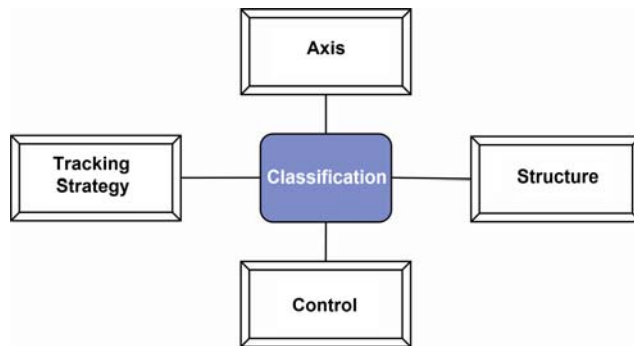 Axis
Tracking
Strategy
Classification
Structure
Control